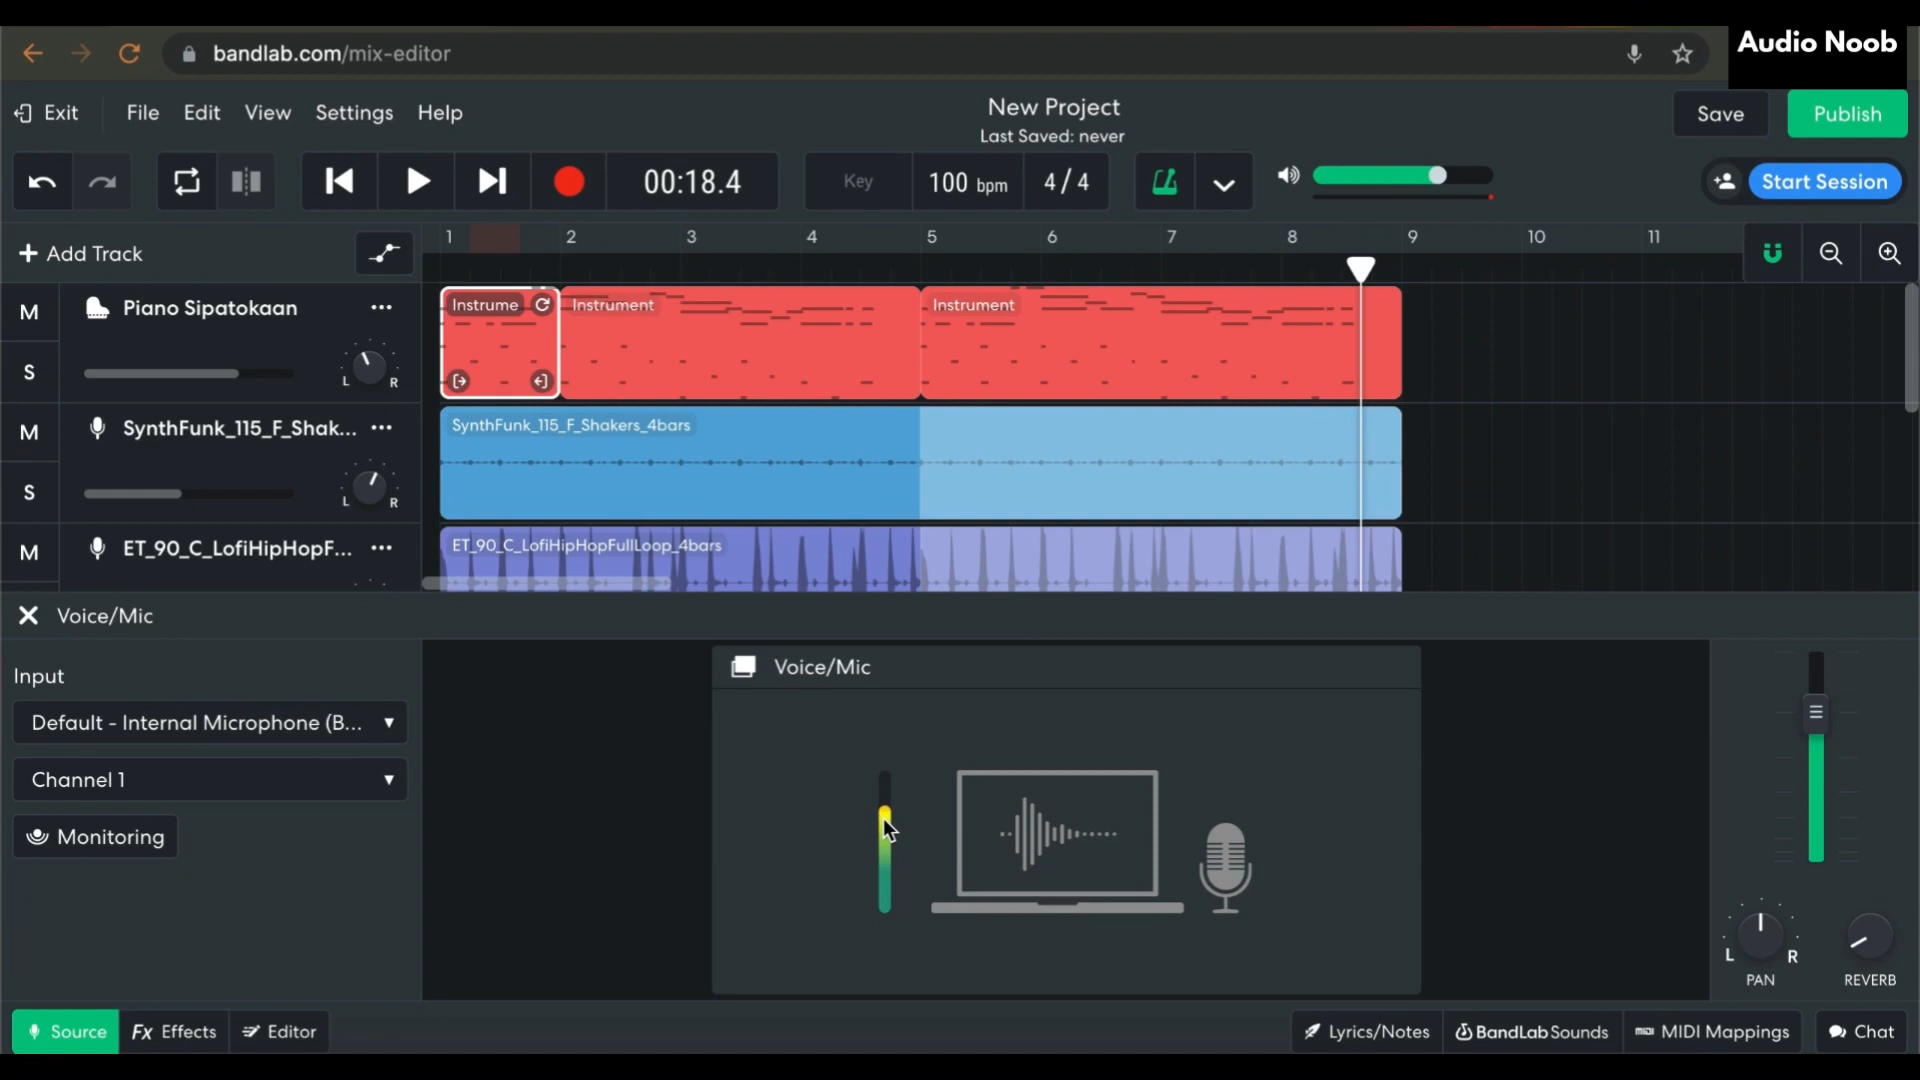 Audio Noob
bandlab.com/mix-editor
Exit File Edit View Settings Help
New Project
Last Saved: never
Save Publish
00:18.4 Key 100 bpm 4/4 Start Session
+ Add Track
1 2 3 4 5 6 7 8 9 10 11
M Piano Sipatokaan ...
S L R
Instrume Instrument Instrument
M SynthFunk_115_F_Shak... ...
S L R
SynthFunk_115_F_Shakers_4bars
M ET_90_C_LofiHipHopF... ...
ET_90_C_LofiHipHopFullLoop_4bars
Voice/Mic
Input
Default - Internal Microphone (B...
Channel 1
Monitoring
Voice/Mic
L R
PAN REVERB
Source Fx Effects Editor
Lyrics/Notes BandLab Sounds MIDI Mappings Chat